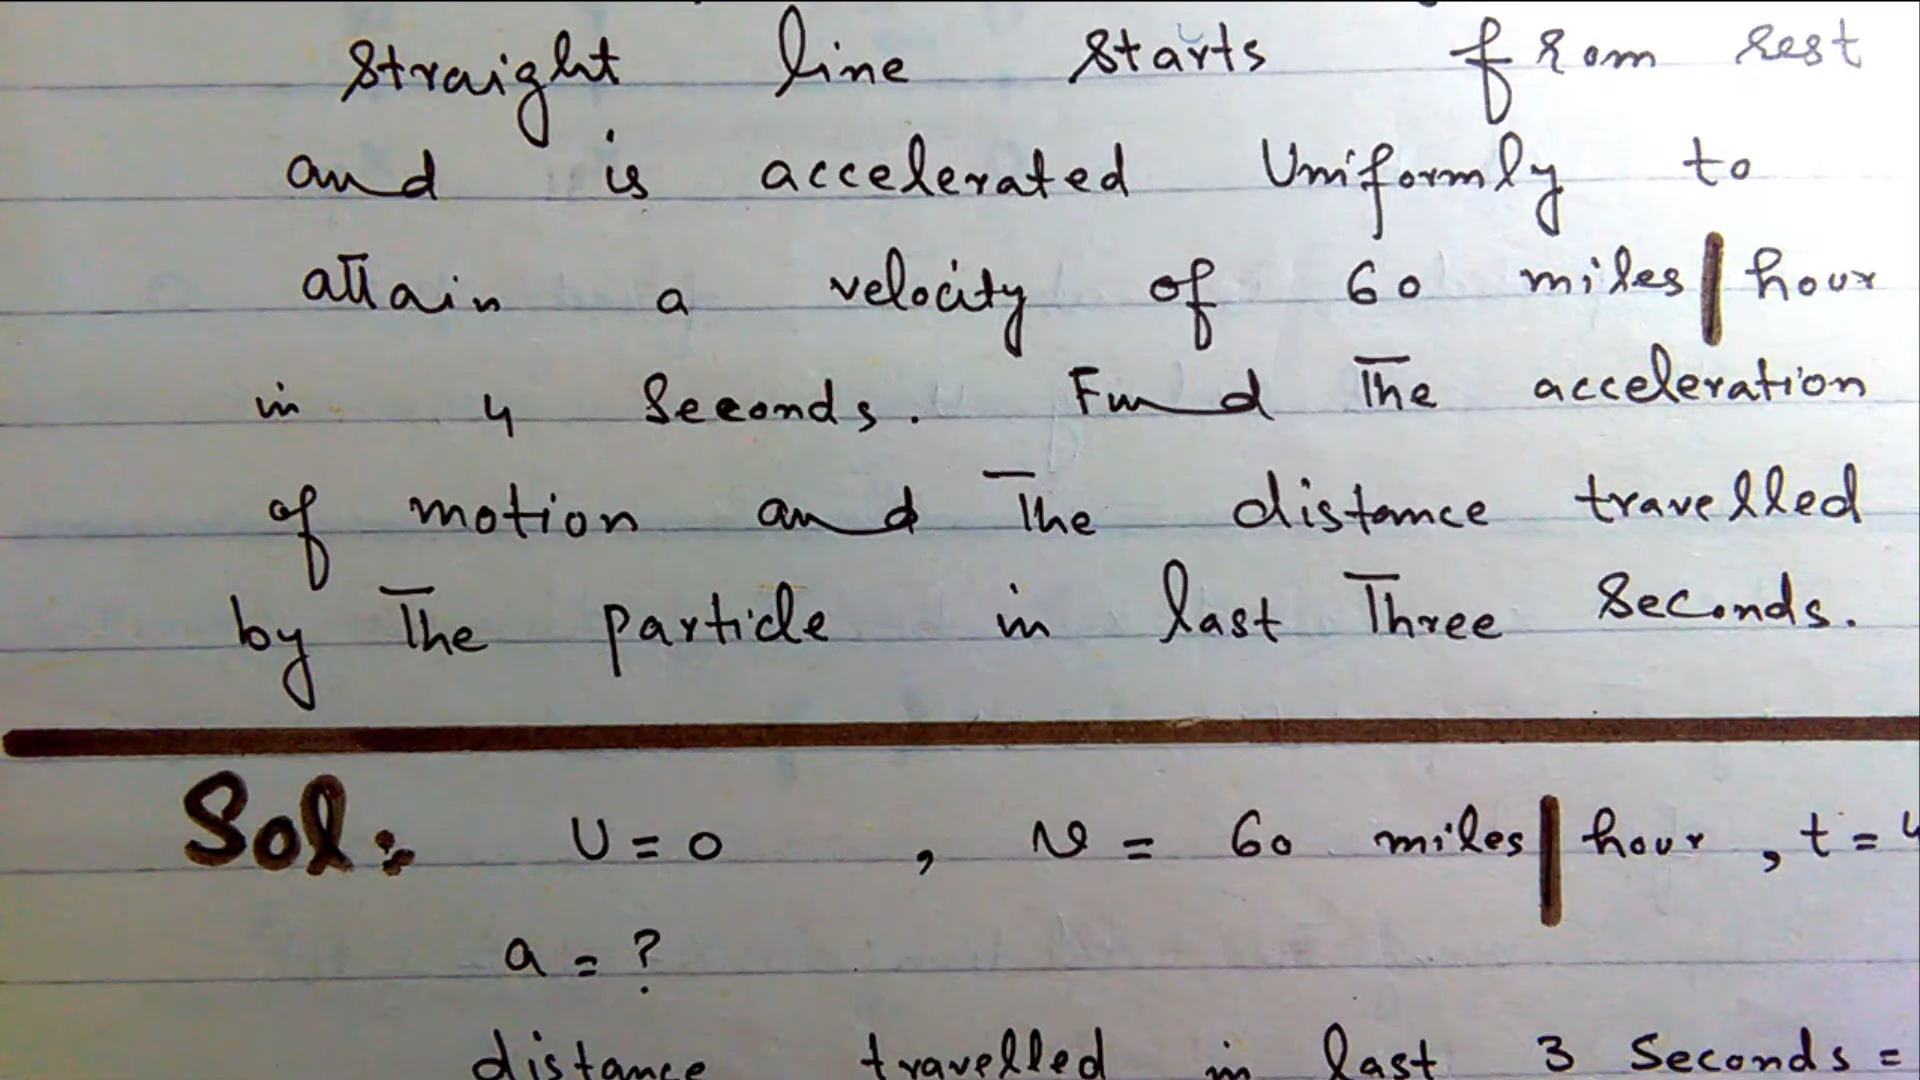 straight line starts from rest
and is accelerated Uniformly to
attain a velocity of 60 miles/hour
in 4 Seconds. Find The acceleration
of motion and The distance travelled
by The particle in last Three Seconds.
Sol:- U = 0 , v = 60 miles/hour , t = 4
a = ?
distance travelled in last 3 Seconds =